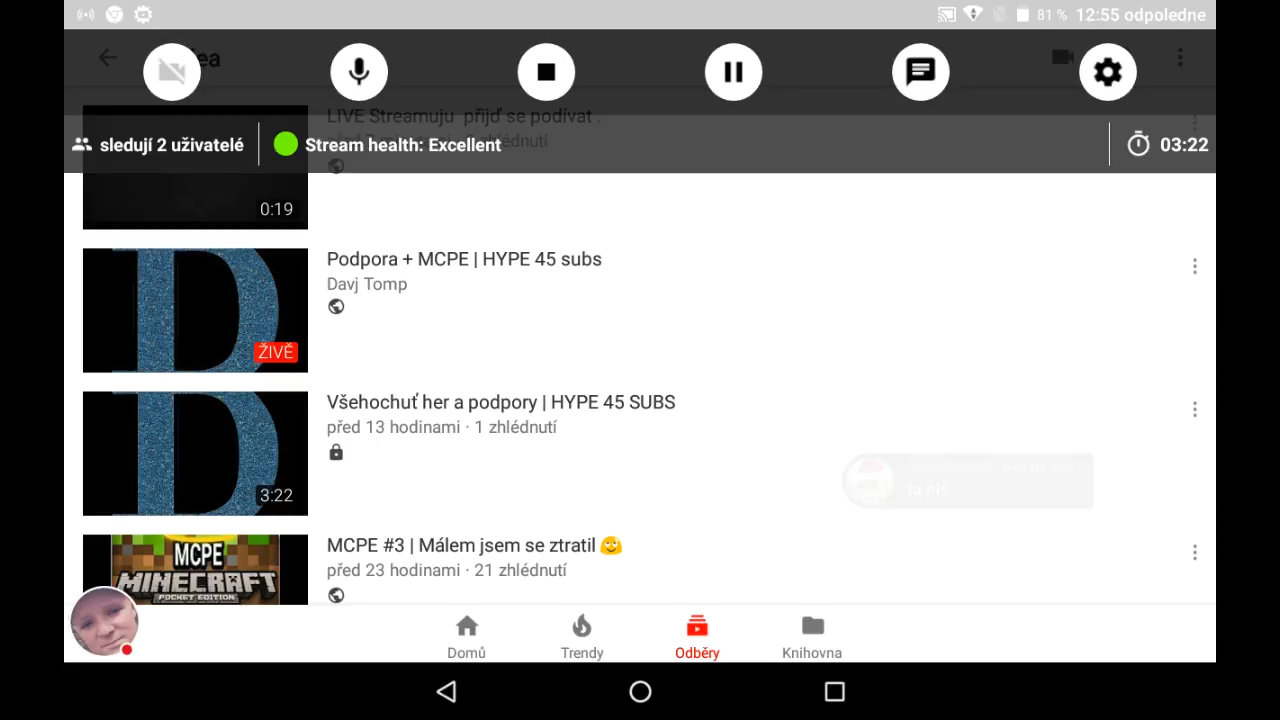 81 % 12:55 odpoledne
ea
LIVE Streamuju přijď se podívat .
sledují 2 uživatelé
Stream health: Excellent
03:22
0:19
Podpora + MCPE | HYPE 45 subs
Davj Tomp
ŽIVĚ
Všehochuť her a podpory | HYPE 45 SUBS
před 13 hodinami · 1 zhlédnutí
3:22
ja pis
MCPE #3 | Málem jsem se ztratil
před 23 hodinami · 21 zhlédnutí
MCPE
MINECRAFT
POCKET EDITION
Domů
Trendy
Odběry
Knihovna